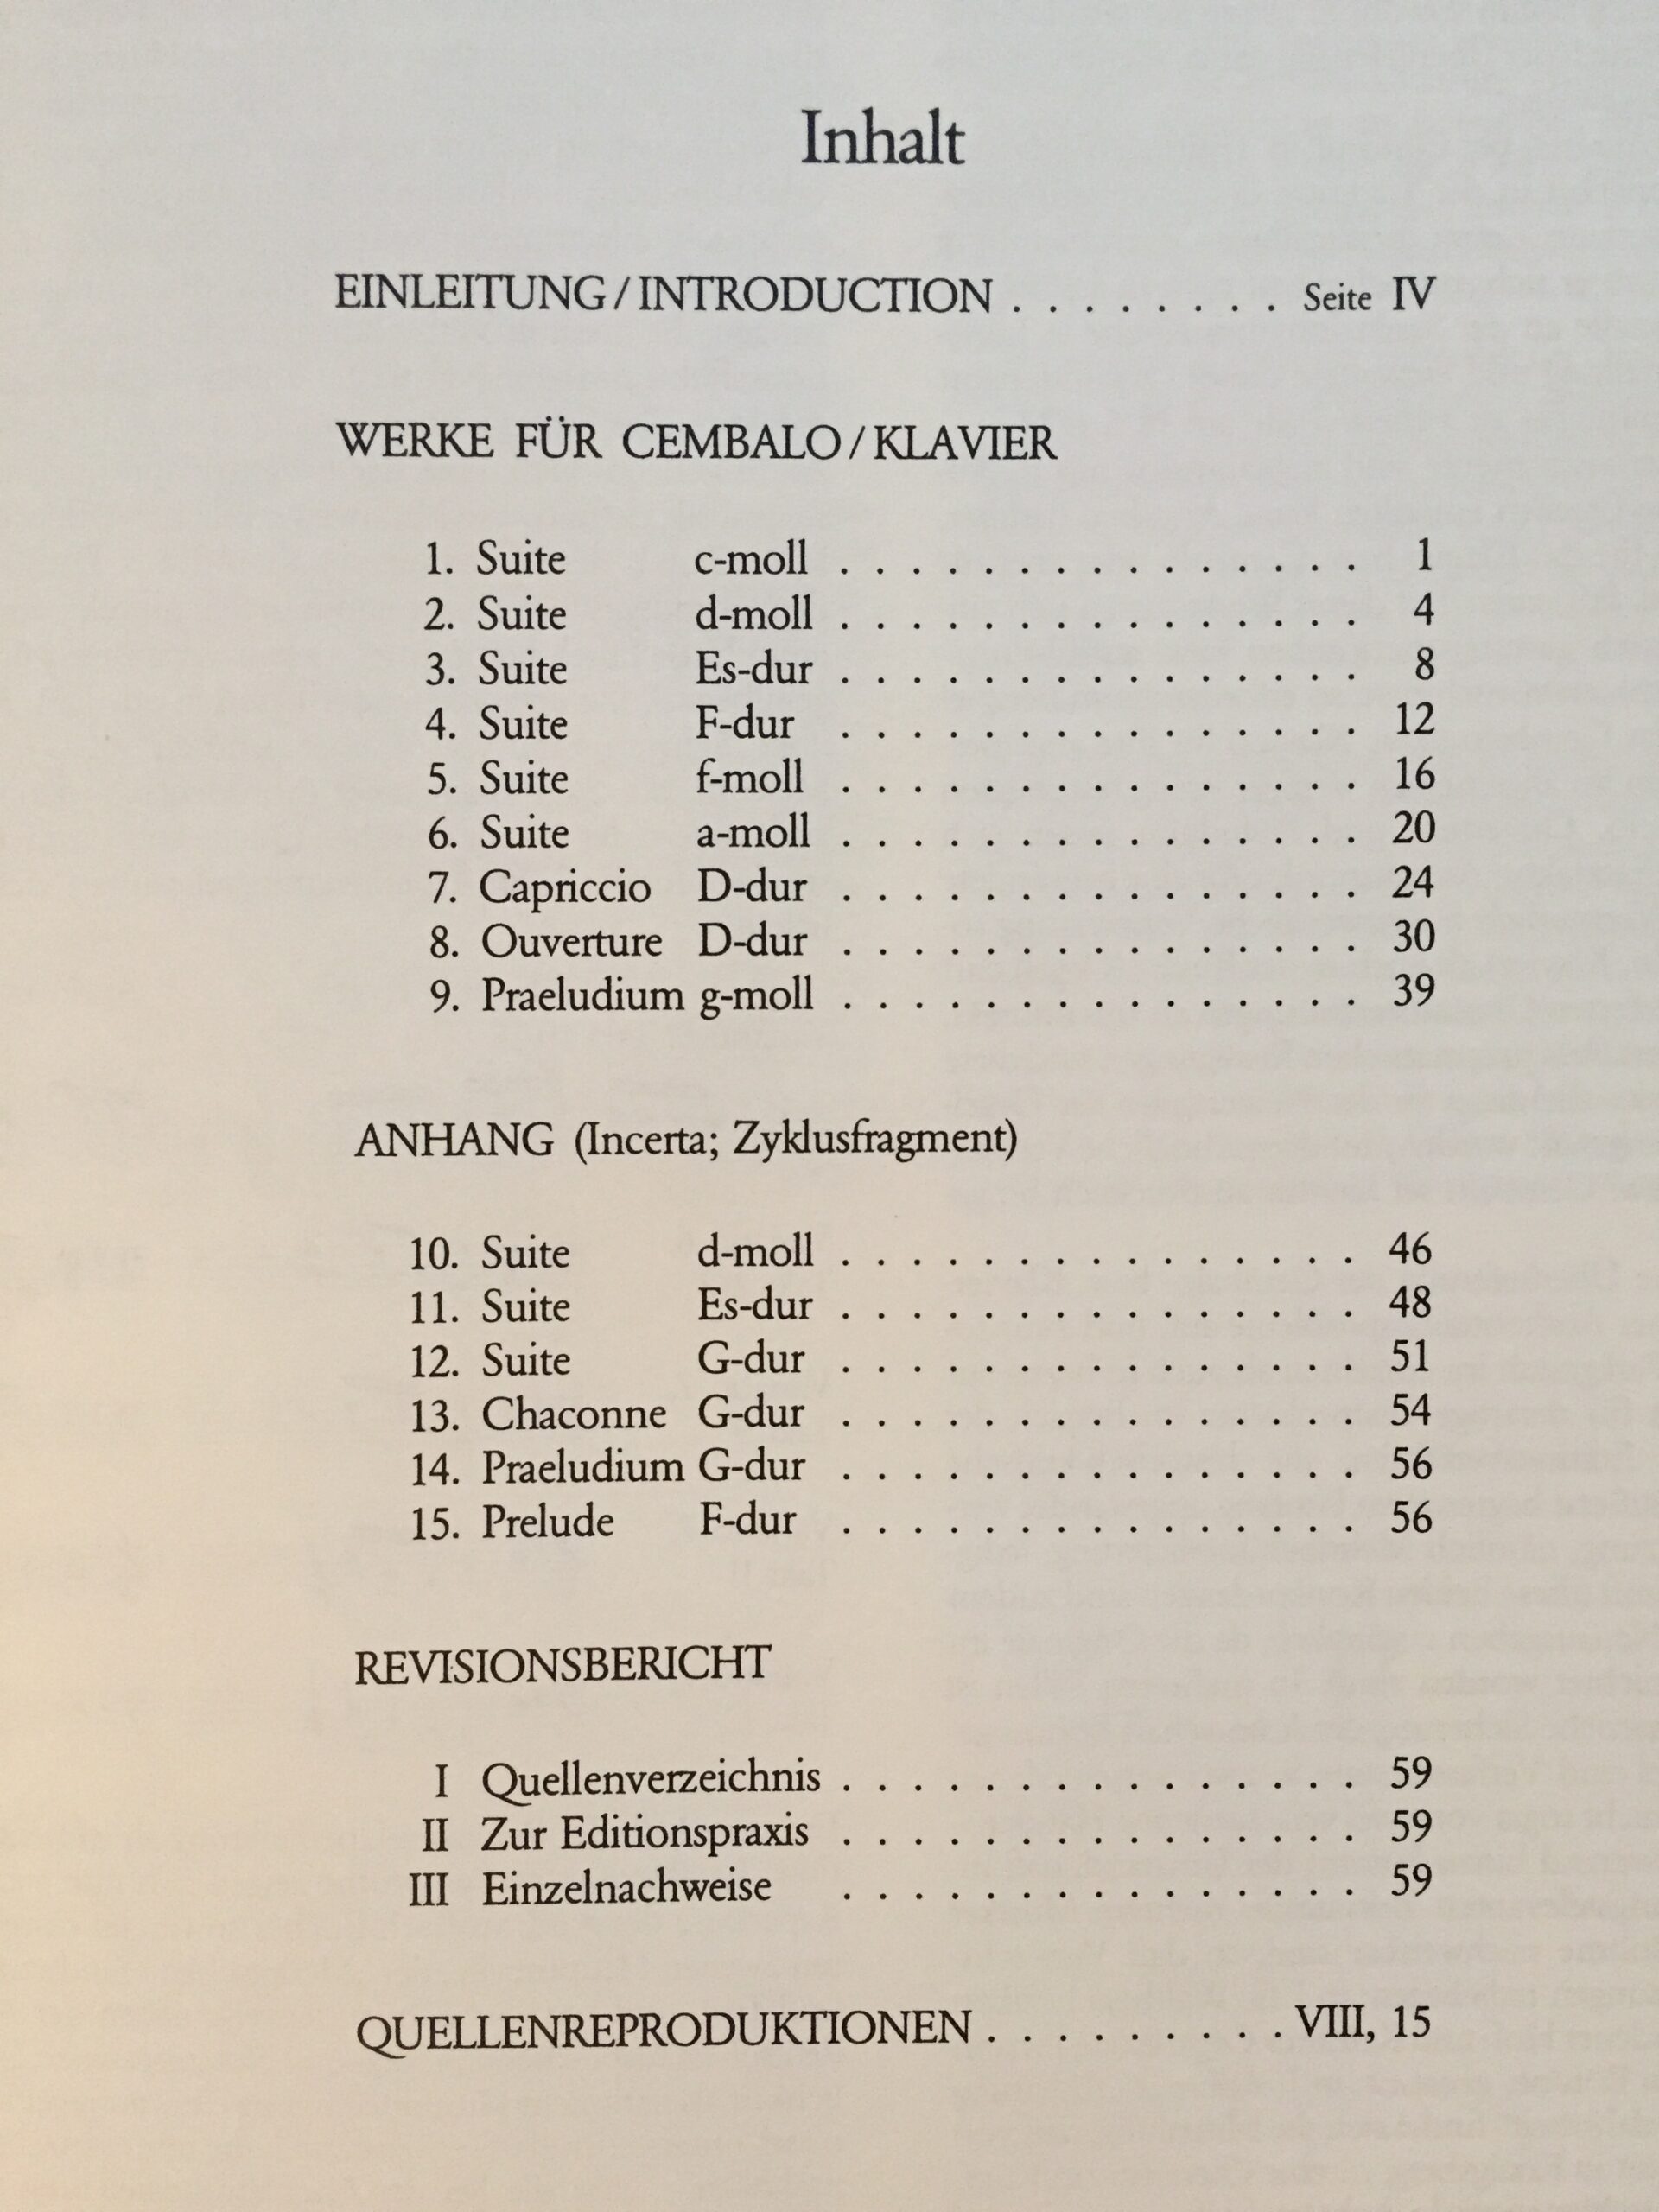 Inhalt
EINLEITUNG/INTRODUCTION . . . . . . . . Seite IV
WERKE FÜR CEMBALO/KLAVIER
1. Suite c-moll . . . . . . . . . . . . . . . 1
2. Suite d-moll . . . . . . . . . . . . . . . 4
3. Suite Es-dur . . . . . . . . . . . . . . . 8
4. Suite F-dur . . . . . . . . . . . . . . . 12
5. Suite f-moll . . . . . . . . . . . . . . . 16
6. Suite a-moll . . . . . . . . . . . . . . . 20
7. Capriccio D-dur . . . . . . . . . . . . . . . 24
8. Ouverture D-dur . . . . . . . . . . . . . . . 30
9. Praeludium g-moll . . . . . . . . . . . . . . . 39
ANHANG (Incerta; Zyklusfragment)
10. Suite d-moll . . . . . . . . . . . . . . . 46
11. Suite Es-dur . . . . . . . . . . . . . . . 48
12. Suite G-dur . . . . . . . . . . . . . . . 51
13. Chaconne G-dur . . . . . . . . . . . . . . . 54
14. Praeludium G-dur . . . . . . . . . . . . . . . 56
15. Prelude F-dur . . . . . . . . . . . . . . . 56
REVISIONSBERICHT
I Quellenverzeichnis . . . . . . . . . . . . . . . 59
II Zur Editionspraxis . . . . . . . . . . . . . . . 59
III Einzelnachweise . . . . . . . . . . . . . . . 59
QUELLENREPRODUKTIONEN . . . . . . . . . VIII, 15